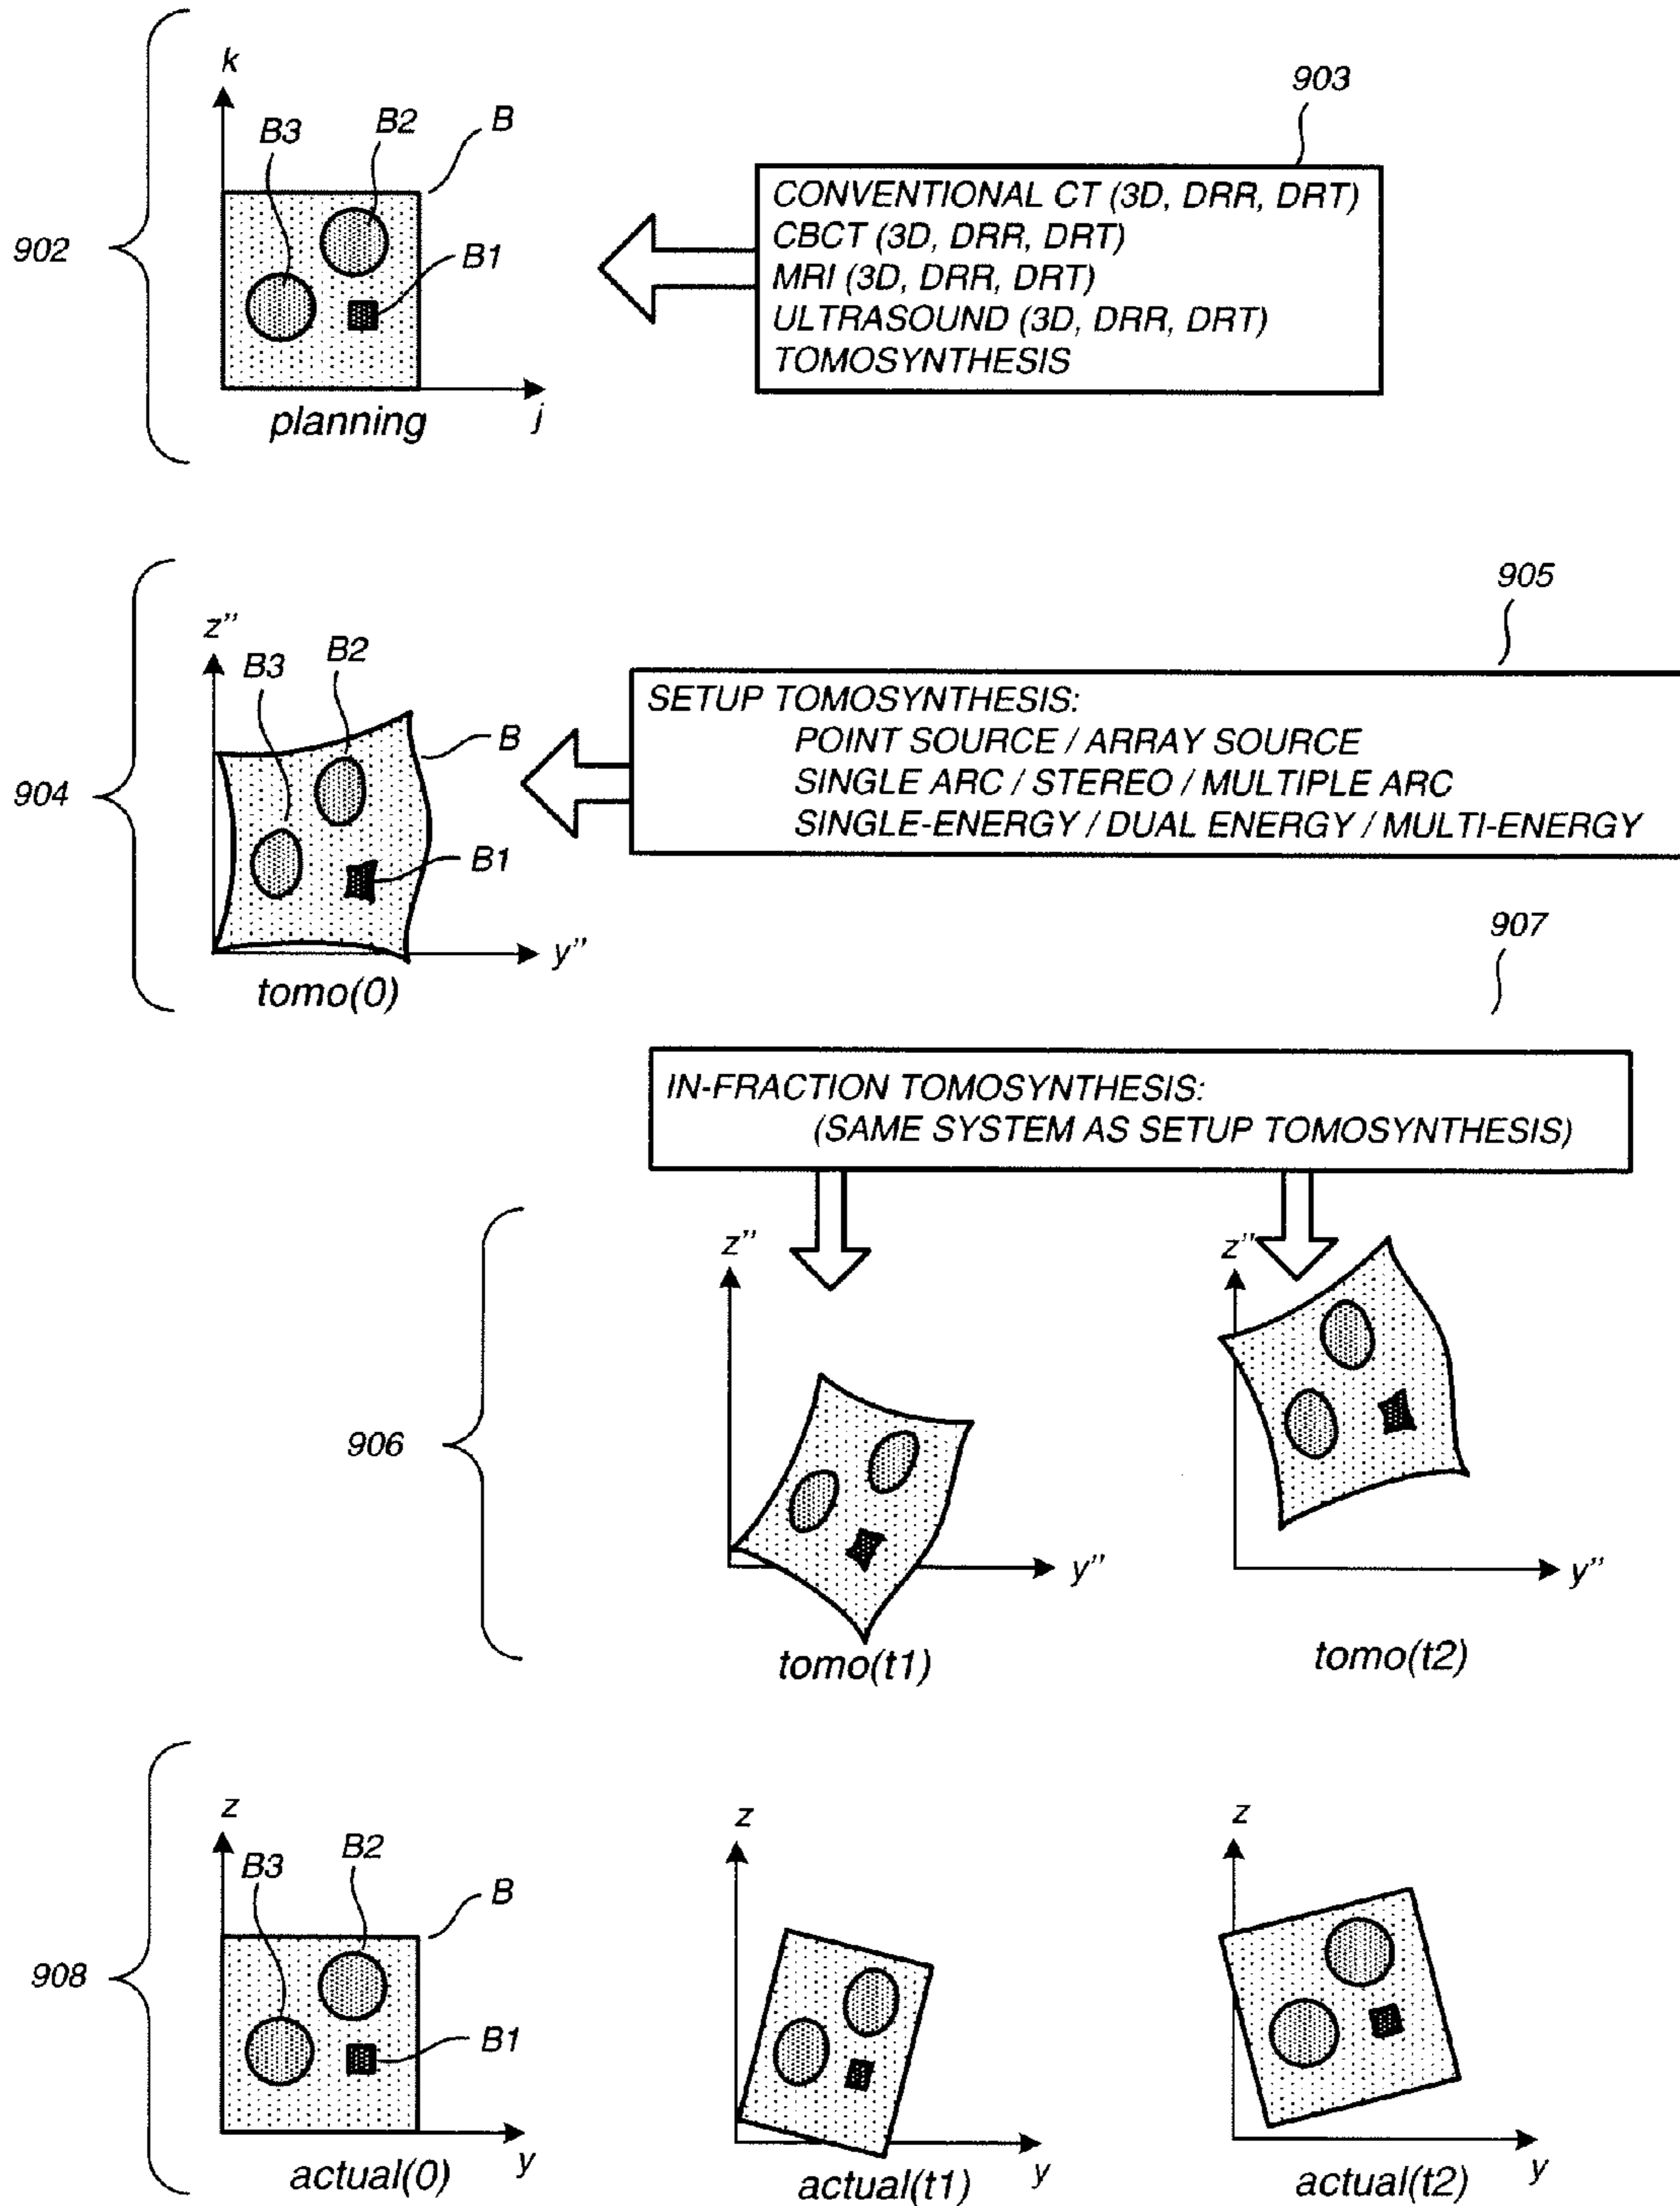 k
903
B3
B2
B
902
B1
CONVENTIONAL CT (3D, DRR, DRT)
CBCT (3D, DRR, DRT)
MRI (3D, DRR, DRT)
ULTRASOUND (3D, DRR, DRT)
TOMOSYNTHESIS
planning
j
905
z''
B3
B2
B
904
B1
SETUP TOMOSYNTHESIS:
POINT SOURCE / ARRAY SOURCE
SINGLE ARC / STEREO / MULTIPLE ARC
SINGLE-ENERGY / DUAL ENERGY / MULTI-ENERGY
y''
tomo(0)
907
IN-FRACTION TOMOSYNTHESIS:
(SAME SYSTEM AS SETUP TOMOSYNTHESIS)
z''
z''
906
y''
y''
tomo(t1)
tomo(t2)
z
z
z
B3
B2
B
908
B1
y
y
y
actual(0)
actual(t1)
actual(t2)